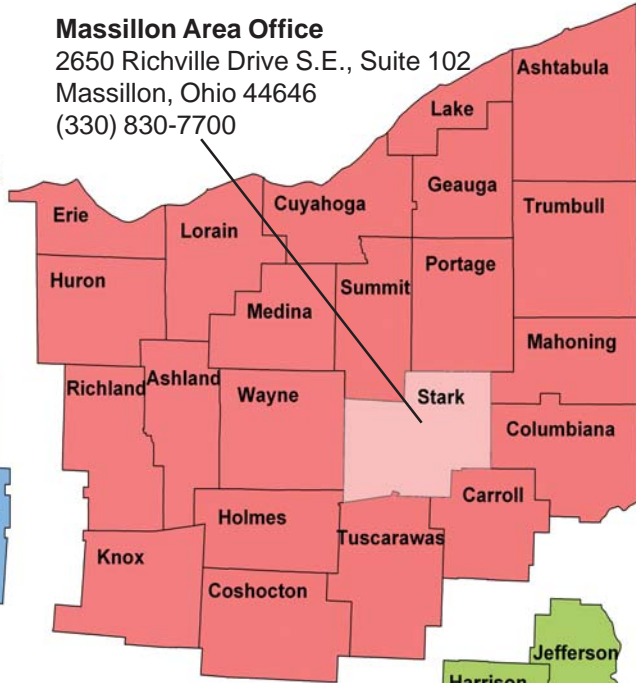 Massillon Area Office
2650 Richville Drive S.E., Suite 102
Massillon, Ohio 44646
(330) 830-7700
Ashtabula
Lake
Geauga
Trumbull
Cuyahoga
Erie
Lorain
Portage
Huron
Summit
Medina
Mahoning
Richland
Ashland
Wayne
Stark
Columbiana
Carroll
Holmes
Tuscarawas
Knox
Coshocton
Jefferson
Harrison